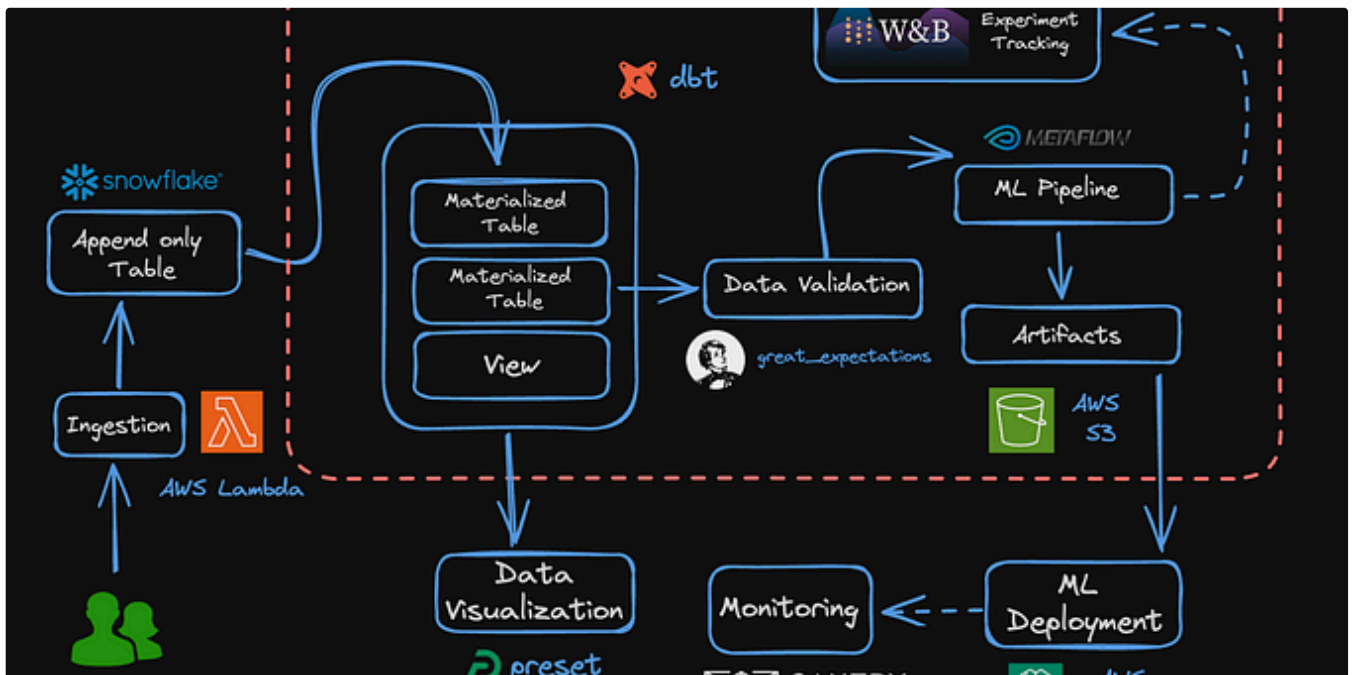 W&B
Experiment
Tracking
dbt
METAFLOW
snowflake
ML Pipeline
Materialized
Table
Append only
Table
Materialized
Table
Data Validation
Artifacts
great_expectations
View
AWS
S3
Ingestion
AWS Lambda
Data
Visualization
Monitoring
ML
Deployment
preset